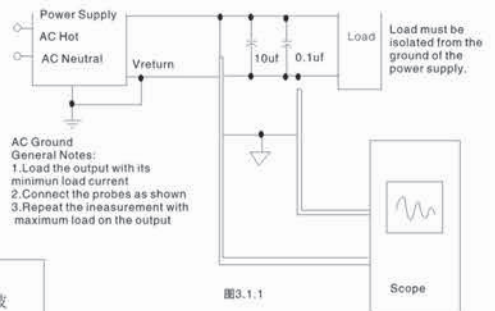 Power Supply
AC Hot
AC Neutral
Vreturn
10uf
0.1uf
Load
Load must be
isolated from the
ground of the
power supply.
AC Ground
General Notes:
1.Load the output with its
minimun load current
2.Connect the probes as shown
3.Repeat the ineasurement with
maximum load on the output
圖3.1.1
Scope